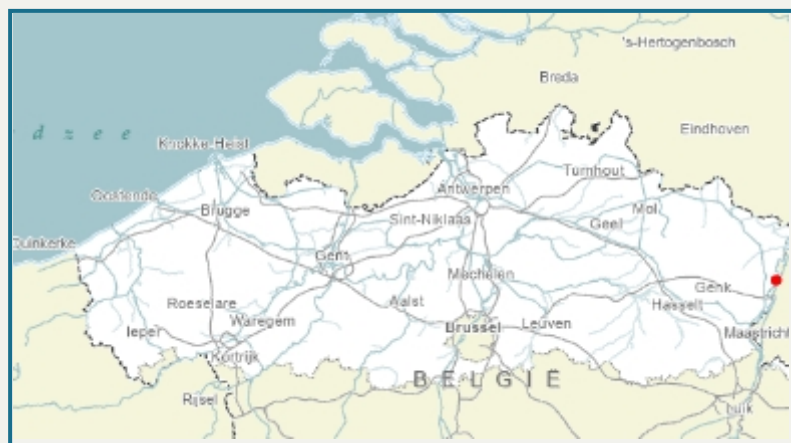 's-Hertogenbosch
Breda
d z e e
Eindhoven
Knokke-Heist
Turnhout
Antwerpen
Oostende
Mol
Brugge
Sint-Niklaas
Geel
Duinkerke
Gent
Mechelen
Genk
Roeselare
Aalst
Hasselt
Waregem
Ieper
Brussel
Leuven
Maastricht
Kortrijk
BELGIË
Rijsel
Luik